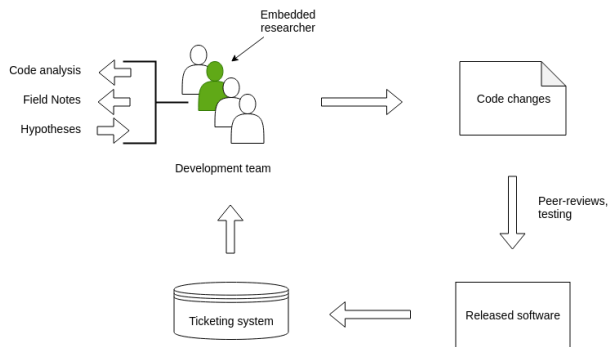 Embedded
researcher
Code analysis
Field Notes
Hypotheses
Development team
Code changes
Peer-reviews,
testing
Released software
Ticketing system